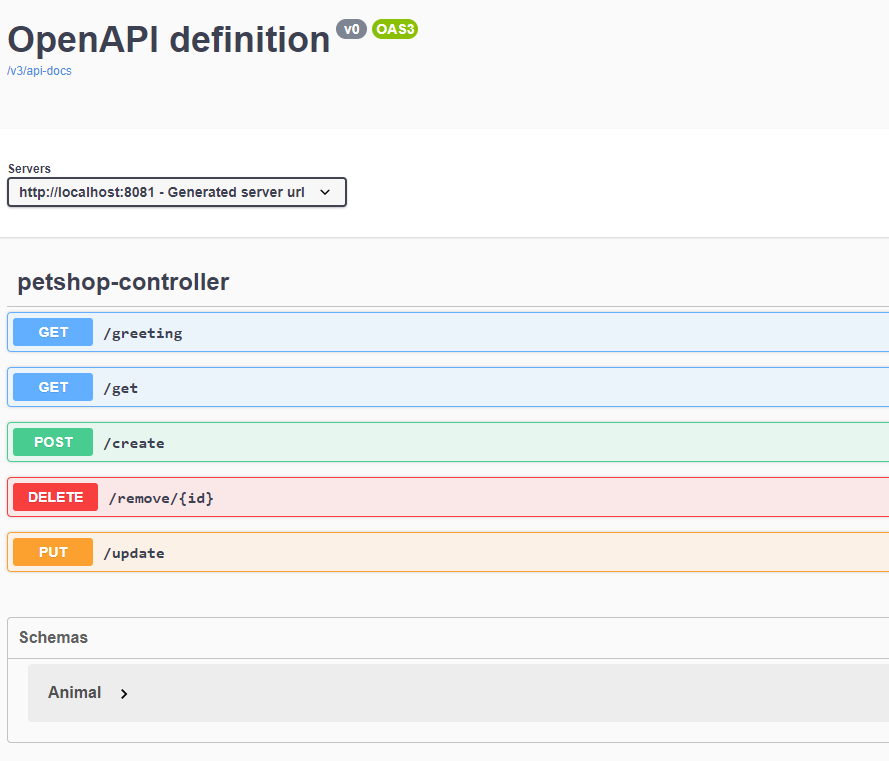 OpenAPI definition v0 OAS3
/v3/api-docs
Servers
http://localhost:8081 - Generated server url
petshop-controller
GET /greeting
GET /get
POST /create
DELETE /remove/{id}
PUT /update
Schemas
Animal